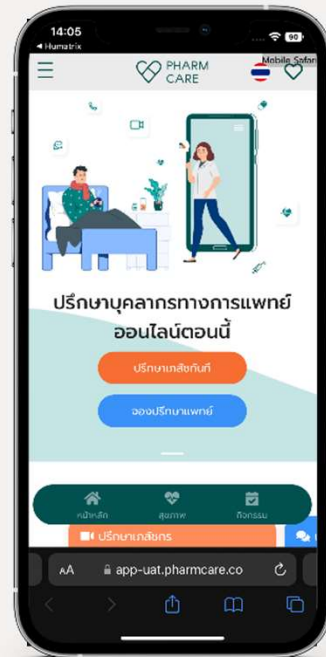 14:05
90
◀ Humatrix
PHARM
CARE
Mobile Safari
ปรึกษาบุคลากรทางการแพทย์
ออนไลน์ตอนนี้
ปรึกษาเภสัชทันที
จองปรึกษาแพทย์
หน้าหลัก
สุขภาพ
กิจกรรม
ปรึกษาเภสัชกร
AA
app-uat.pharmcare.co